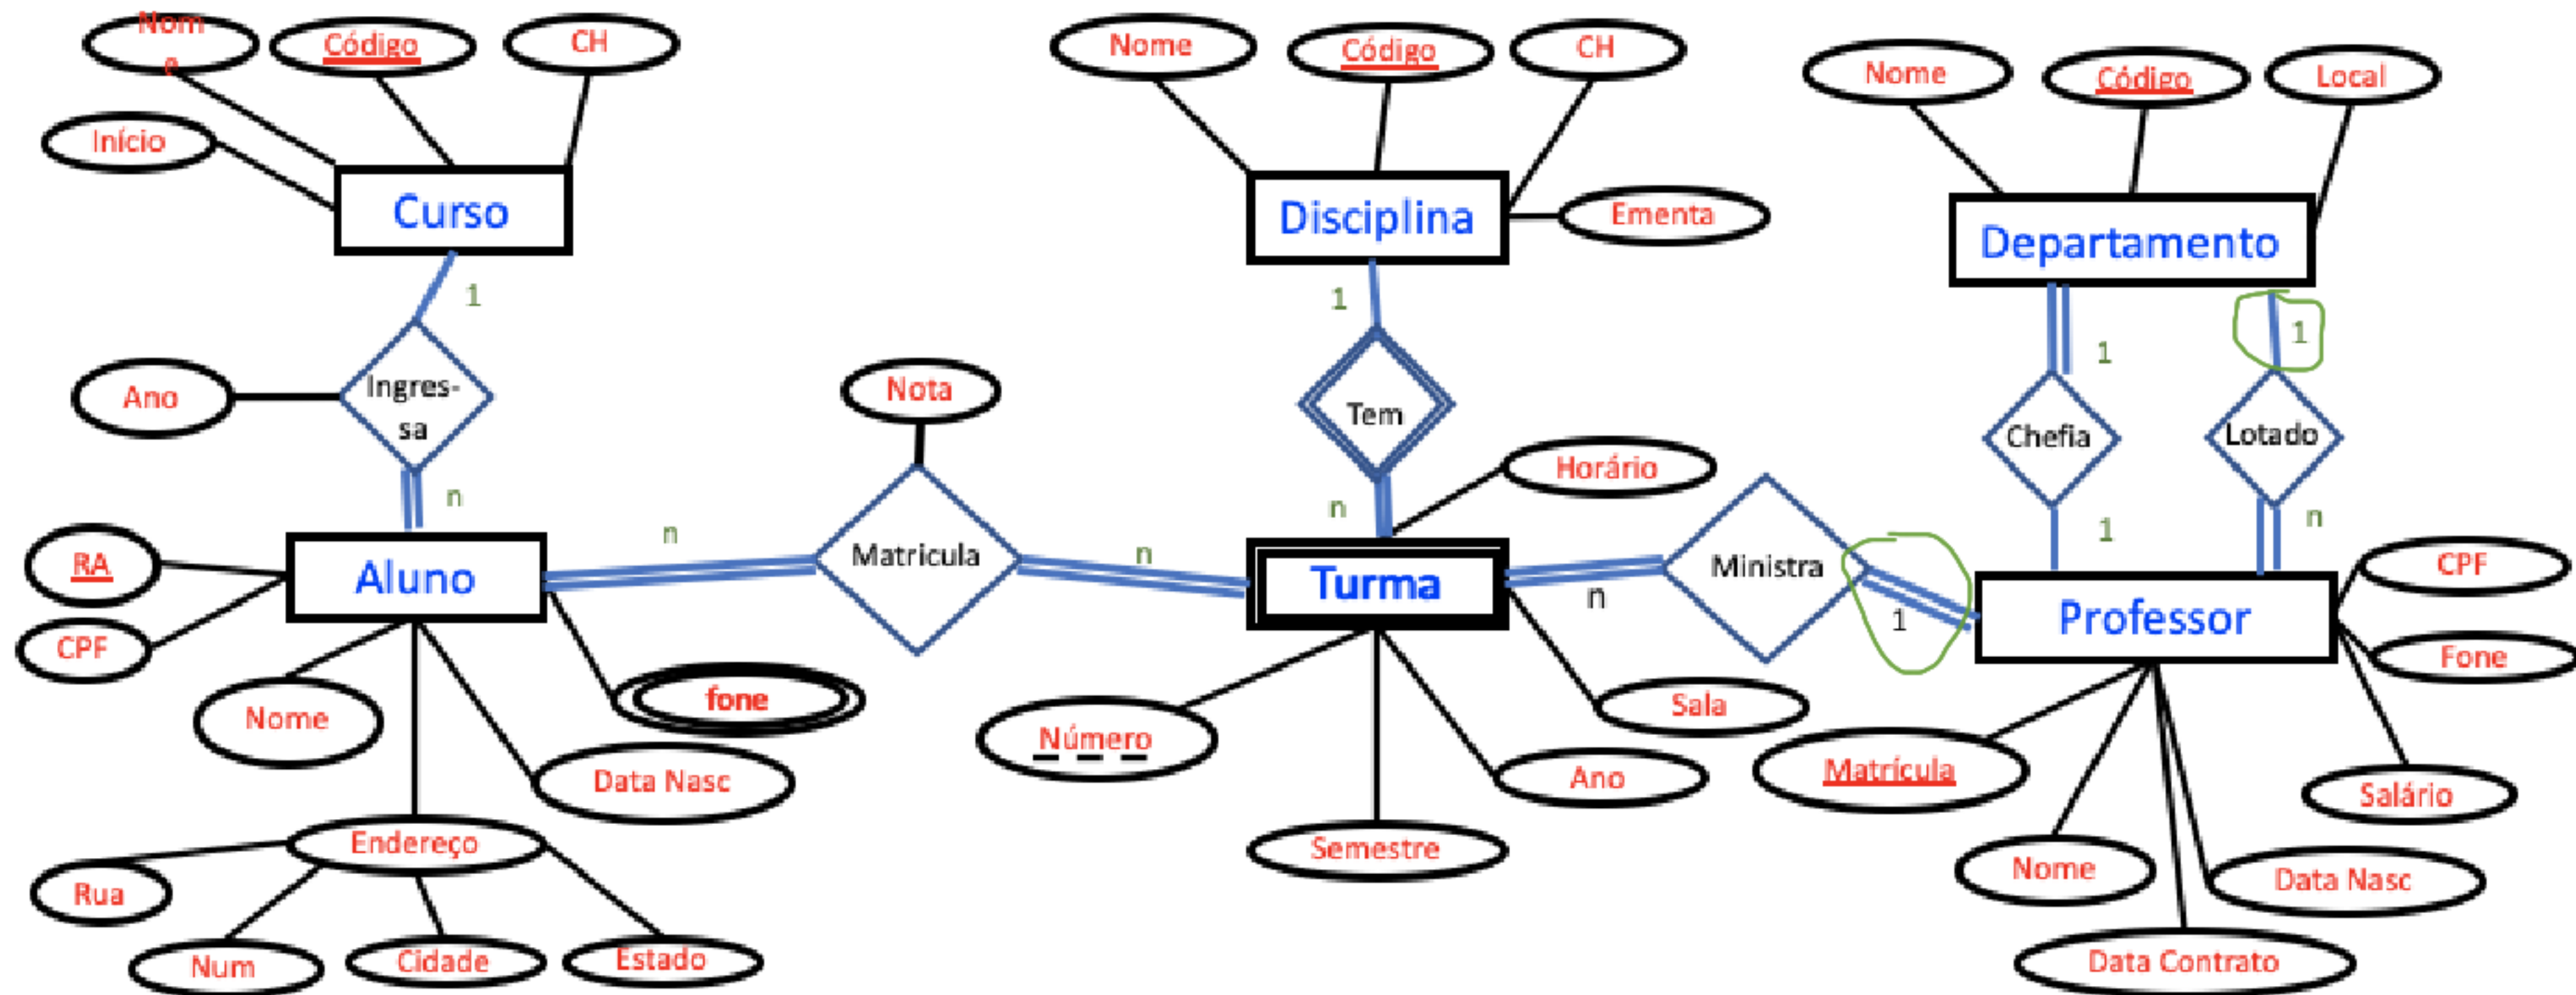 Nom
e
Código
CH
Início
Curso
1
Ano
Ingres-
sa
n
RA
CPF
Aluno
Nome
fone
Data Nasc
Endereço
Rua
Num
Cidade
Estado
n
Nota
Matricula
n
Nome
Código
CH
Disciplina
Ementa
1
Tem
n
Horário
Turma
n
Ministra
1
Número
Sala
Ano
Semestre
Nome
Código
Local
Departamento
1
1
Chefia
Lotado
1
n
Professor
CPF
Fone
Salário
Matrícula
Nome
Data Nasc
Data Contrato